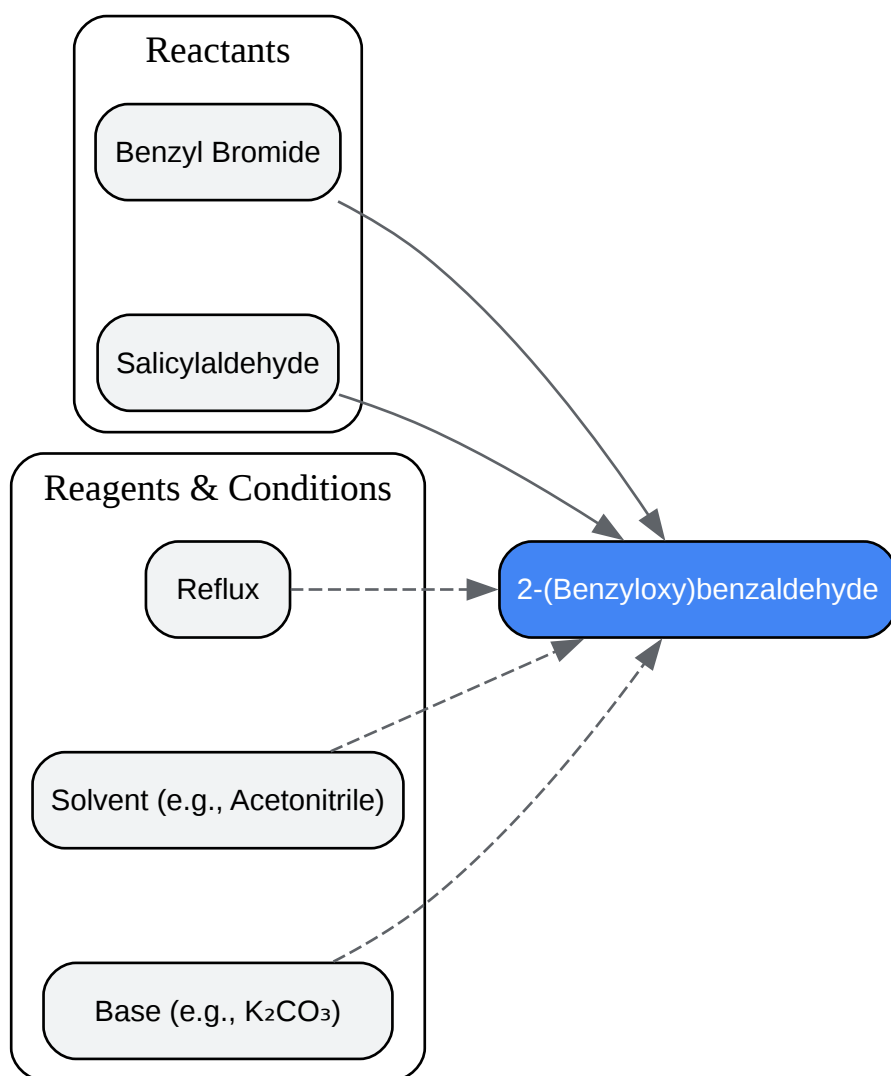 Reactants
Benzyl Bromide
Salicylaldehyde
Reagents & Conditions
Reflux
2-(Benzyloxy)benzaldehyde
Solvent (e.g., Acetonitrile)
Base (e.g., K₂CO₃)